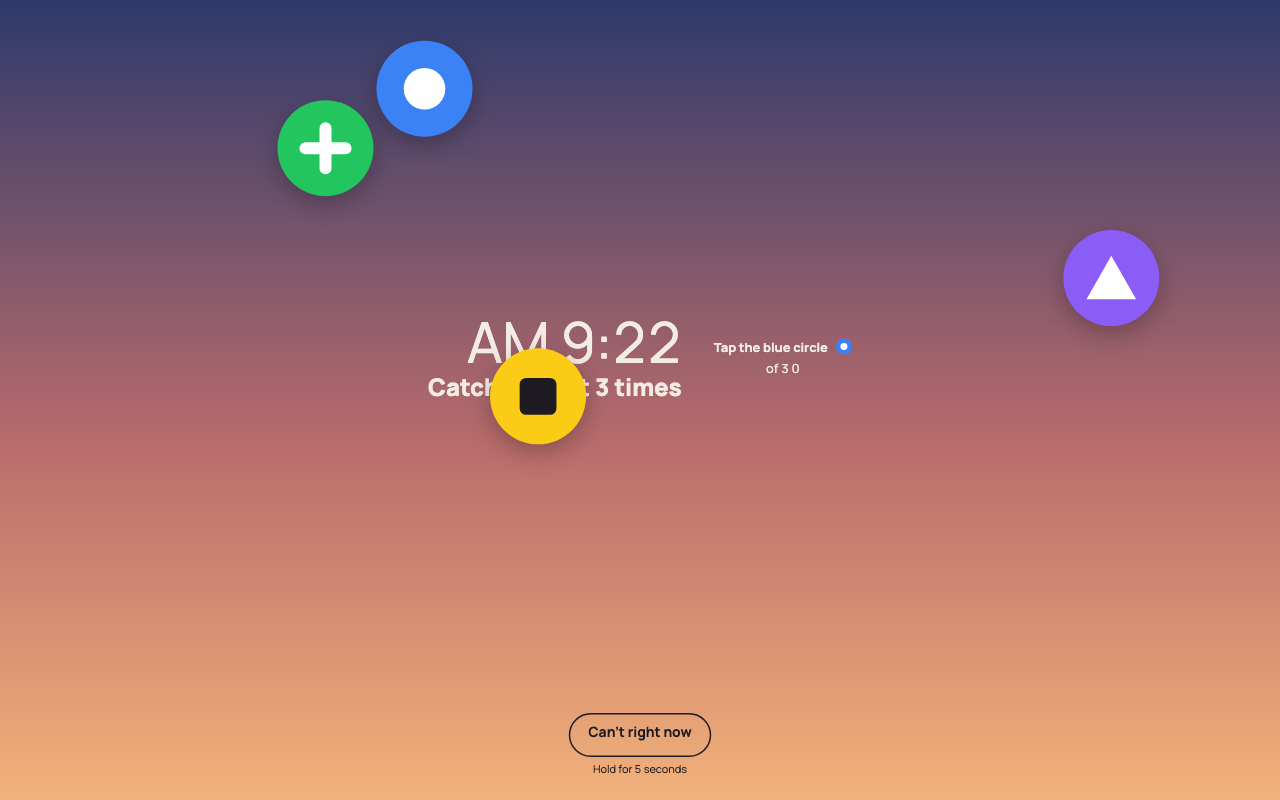 AM 9:22
Catch 3 times
Tap the blue circle
of 3 0
Can't right now
Hold for 5 seconds